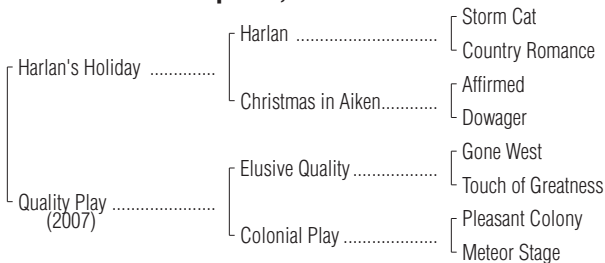 Storm Cat
Harlan ................................
Country Romance
Harlan's Holiday ..............
Affirmed
Christmas in Aiken............
Dowager
Gone West
Elusive Quality ..................
Touch of Greatness
Quality Play ......................
(2007)
Pleasant Colony
Colonial Play ....................
Meteor Stage